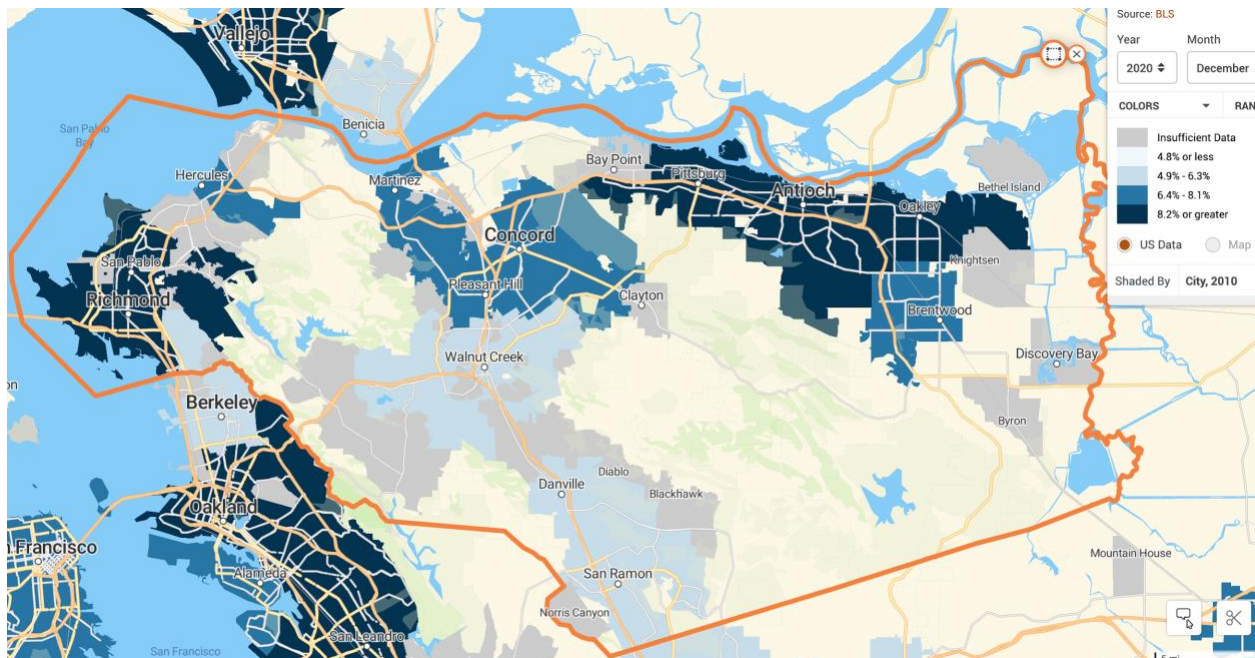 Source: BLS
Year
Month
2020
December
COLORS
RAN
Insufficient Data
4.8% or less
4.9% - 6.3%
6.4% - 8.1%
8.2% or greater
US Data
Map
Shaded By
City, 2010
Vallejo
San Pablo
Bay
Benicia
Hercules
Martinez
Bay Point
Pittsburg
Antioch
Bethel Island
Oakley
Concord
San Pablo
Knightsen
Richmond
Pleasant Hill
Clayton
Brentwood
Walnut Creek
Discovery Bay
on
Berkeley
Byron
Diablo
Danville
Blackhawk
Oakland
n Francisco
Mountain House
Alameda
San Ramon
Norris Canyon
San Leandro
San Francisco
5 mi